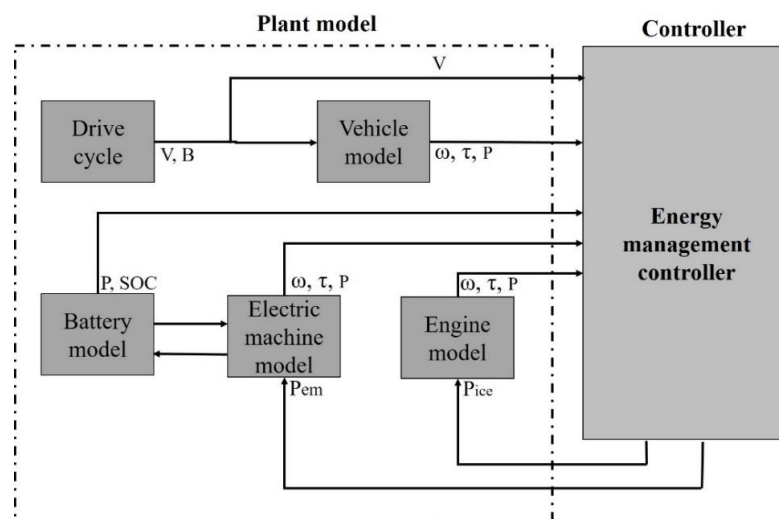 Plant model
Controller
V
Drive
cycle
V, B
Vehicle
model
ω, τ, P
Energy
management
controller
P, SOC
ω, τ, P
ω, τ, P
Battery
model
Electric
machine
model
Engine
model
Pem
Pice